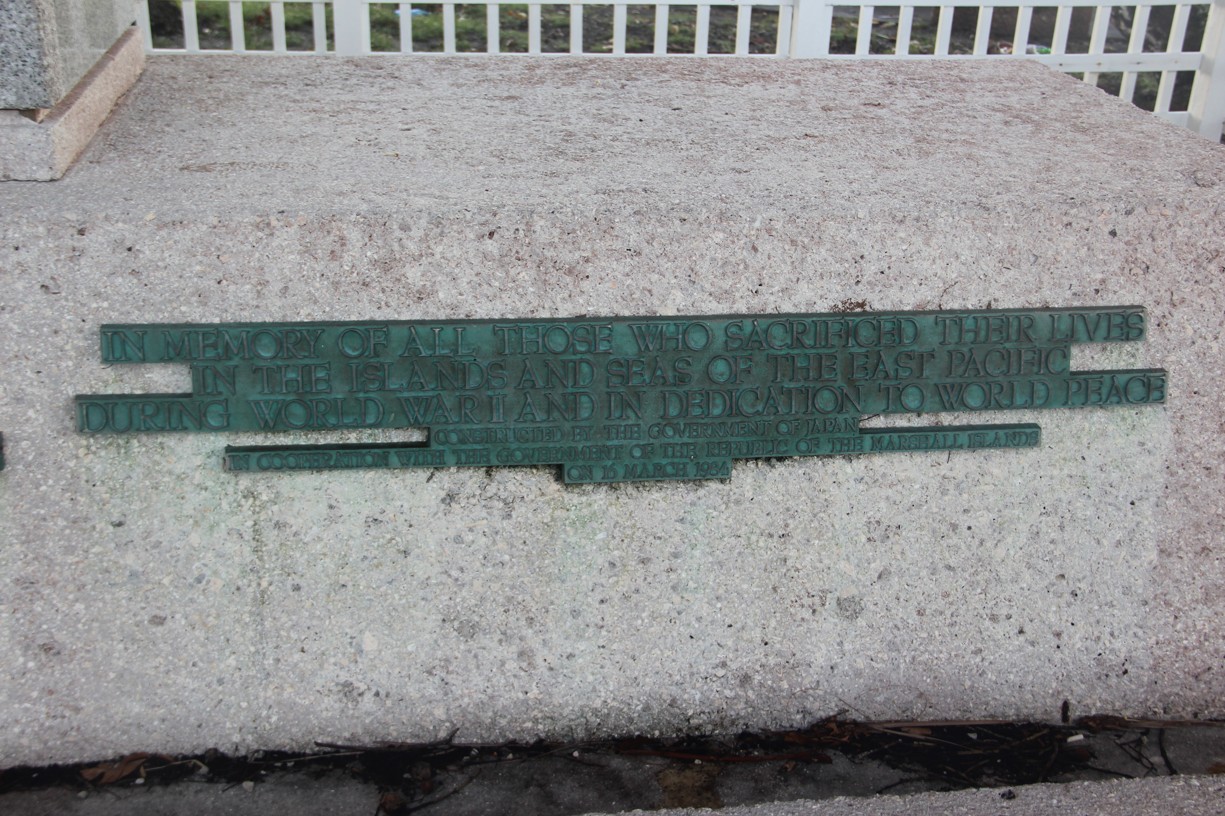 IN MEMORY OF ALL THOSE WHO SACRIFICED THEIR LIVES
IN THE ISLANDS AND SEAS OF THE EAST PACIFIC
DURING WORLD WAR II AND IN DEDICATION TO WORLD PEACE
CONSTRUCTED BY THE GOVERNMENT OF JAPAN
IN COOPERATION WITH THE GOVERNMENT OF THE REPUBLIC OF THE MARSHALL ISLANDS
ON 16 MARCH 1984